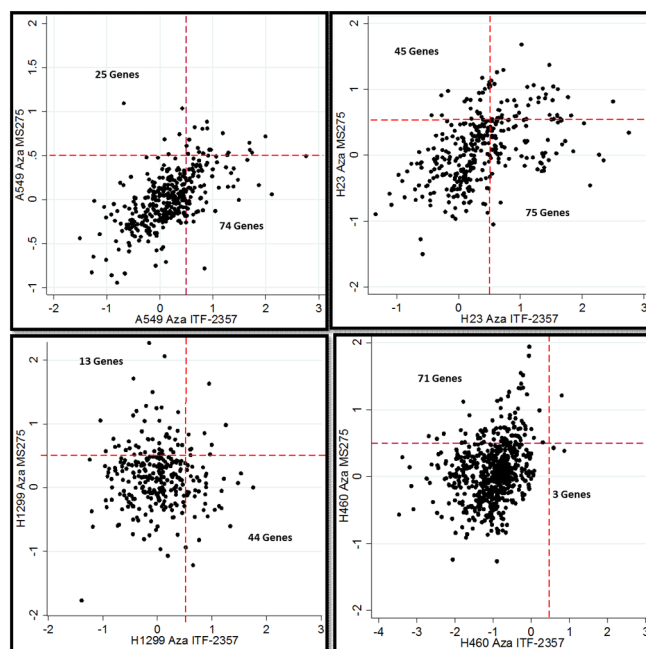 2
1.5
1
.5
0
-.5
-1
A549 Aza MS275
25 Genes
74 Genes
-2
-1
0
1
2
3
A549 Aza ITF-2357
2
1
0
-1
-2
H23 Aza MS275
45 Genes
75 Genes
-1
0
1
2
3
H23 Aza ITF-2357
2
1
0
-1
-2
H1299 Aza MS275
13 Genes
44 Genes
-2
-1
0
1
2
3
H1299 Aza ITF-2357
2
1
0
-1
-2
H460 Aza MS275
71 Genes
3 Genes
-4
-3
-2
-1
0
1
2
H460 Aza ITF-2357